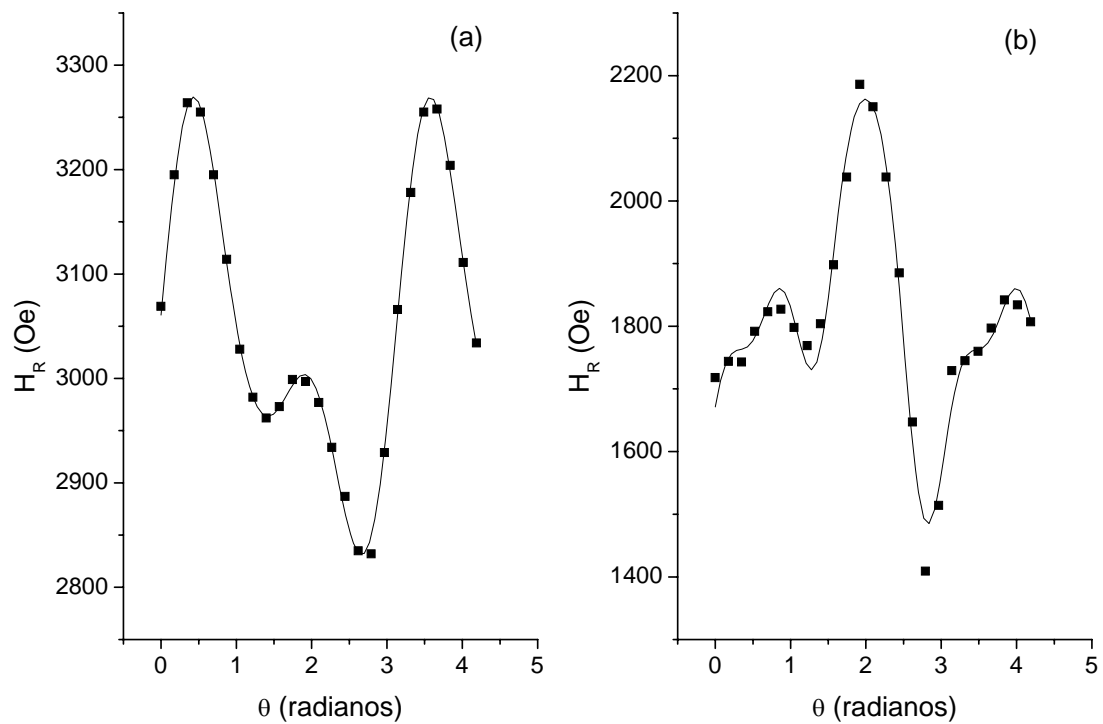 (a)
3300
3200
3100
3000
2900
2800
H_R (Oe)
0 1 2 3 4 5
θ (radianos)
(b)
2200
2000
1800
1600
1400
H_R (Oe)
0 1 2 3 4 5
θ (radianos)